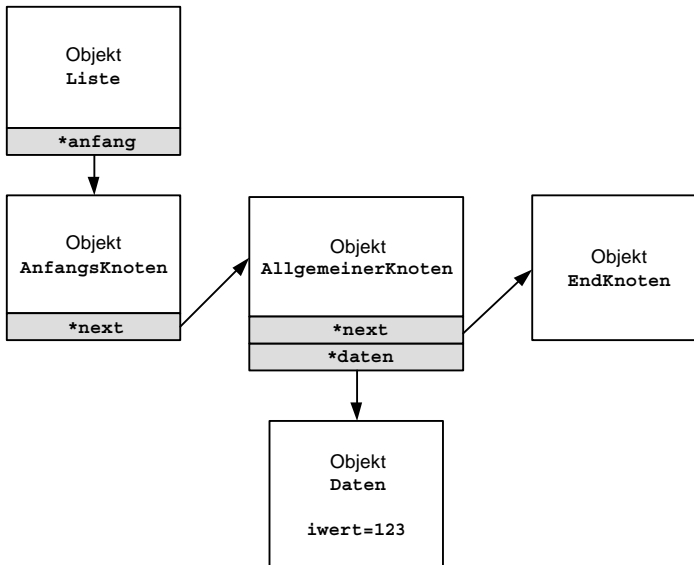 Objekt
Liste
*anfang
Objekt
AnfangsKnoten
*next
Objekt
AllgemeinerKnoten
*next
*daten
Objekt
EndKnoten
Objekt
Daten
iwert=123